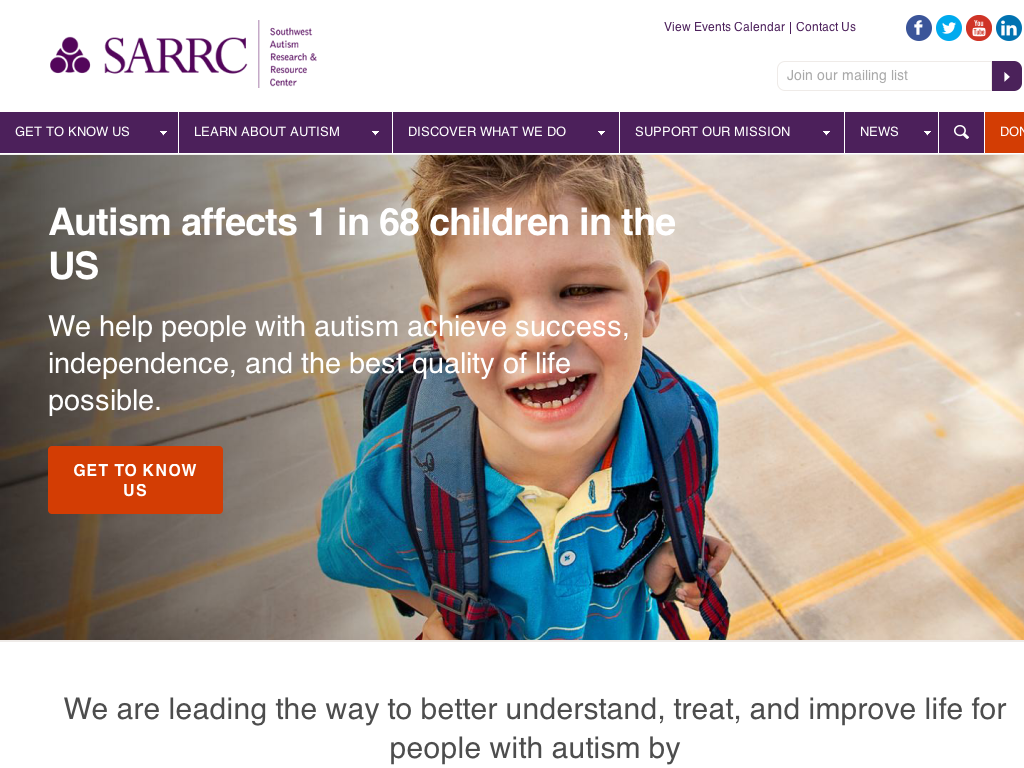 SARRC
Southwest
Autism
Research &
Resource
Center
View Events Calendar | Contact Us
You
Tube
Join our mailing list
GET TO KNOW US
LEARN ABOUT AUTISM
DISCOVER WHAT WE DO
SUPPORT OUR MISSION
NEWS
DON
Autism affects 1 in 68 children in the
US
We help people with autism achieve success,
independence, and the best quality of life
possible.
GET TO KNOW
US
We are leading the way to better understand, treat, and improve life for
people with autism by